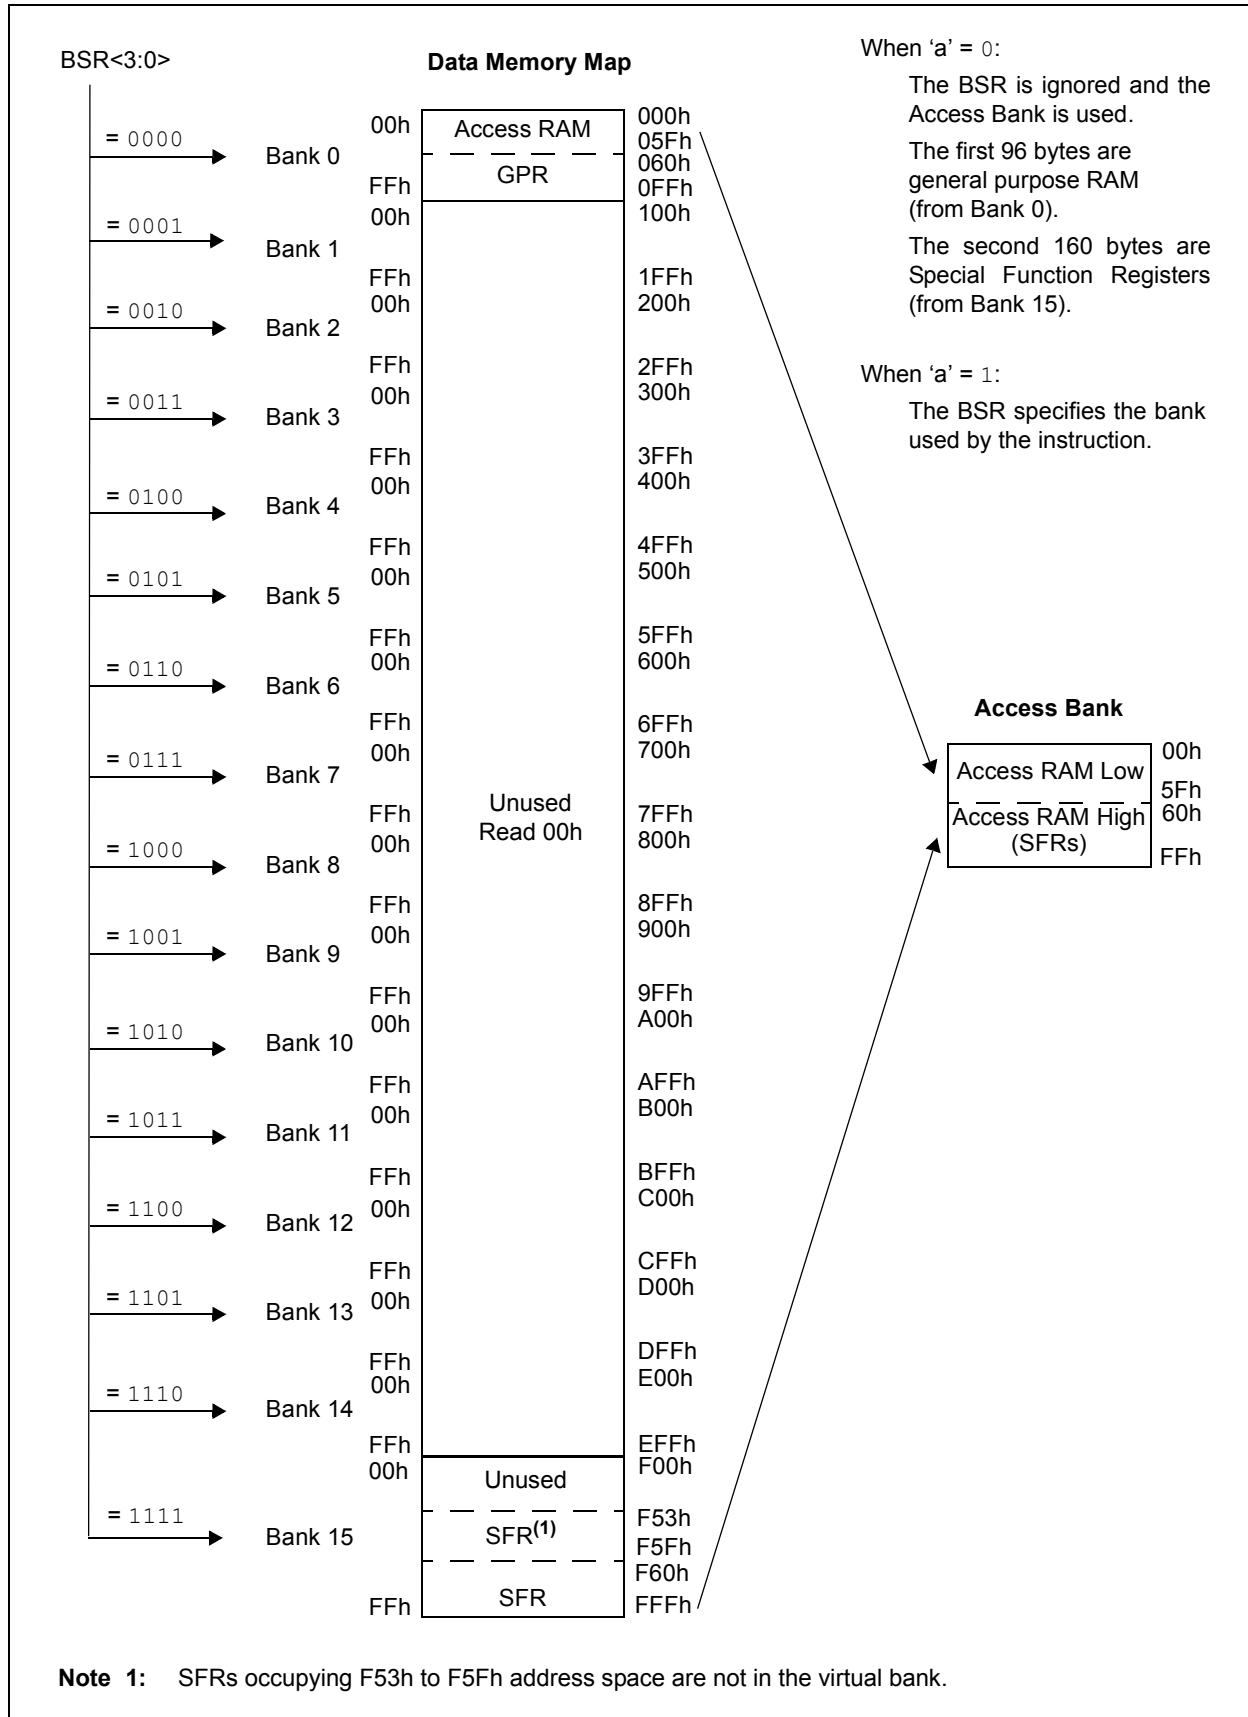 BSR<3:0>
Data Memory Map
When ‘a’ = 0:
The BSR is ignored and the
Access Bank is used.
The first 96 bytes are
general purpose RAM
(from Bank 0).
The second 160 bytes are
Special Function Registers
(from Bank 15).
When ‘a’ = 1:
The BSR specifies the bank
used by the instruction.
= 0000
Bank 0
00h
Access RAM
000h
05Fh
060h
GPR
FFh
0FFh
= 0001
Bank 1
00h
100h
FFh
1FFh
= 0010
Bank 2
00h
200h
FFh
2FFh
= 0011
Bank 3
00h
300h
FFh
3FFh
= 0100
Bank 4
00h
400h
FFh
4FFh
= 0101
Bank 5
00h
500h
FFh
5FFh
= 0110
Bank 6
00h
600h
FFh
6FFh
= 0111
Bank 7
00h
700h
FFh
7FFh
Unused
Read 00h
= 1000
Bank 8
00h
800h
FFh
8FFh
= 1001
Bank 9
00h
900h
FFh
9FFh
= 1010
Bank 10
00h
A00h
FFh
AFFh
= 1011
Bank 11
00h
B00h
FFh
BFFh
= 1100
Bank 12
00h
C00h
FFh
CFFh
= 1101
Bank 13
00h
D00h
FFh
DFFh
= 1110
Bank 14
00h
E00h
FFh
EFFh
= 1111
Bank 15
00h
F00h
Unused
F53h
SFR(1)
F5Fh
F60h
SFR
FFh
FFFh
Access Bank
Access RAM Low
00h
5Fh
Access RAM High
(SFRs)
60h
FFh
Note 1: SFRs occupying F53h to F5Fh address space are not in the virtual bank.